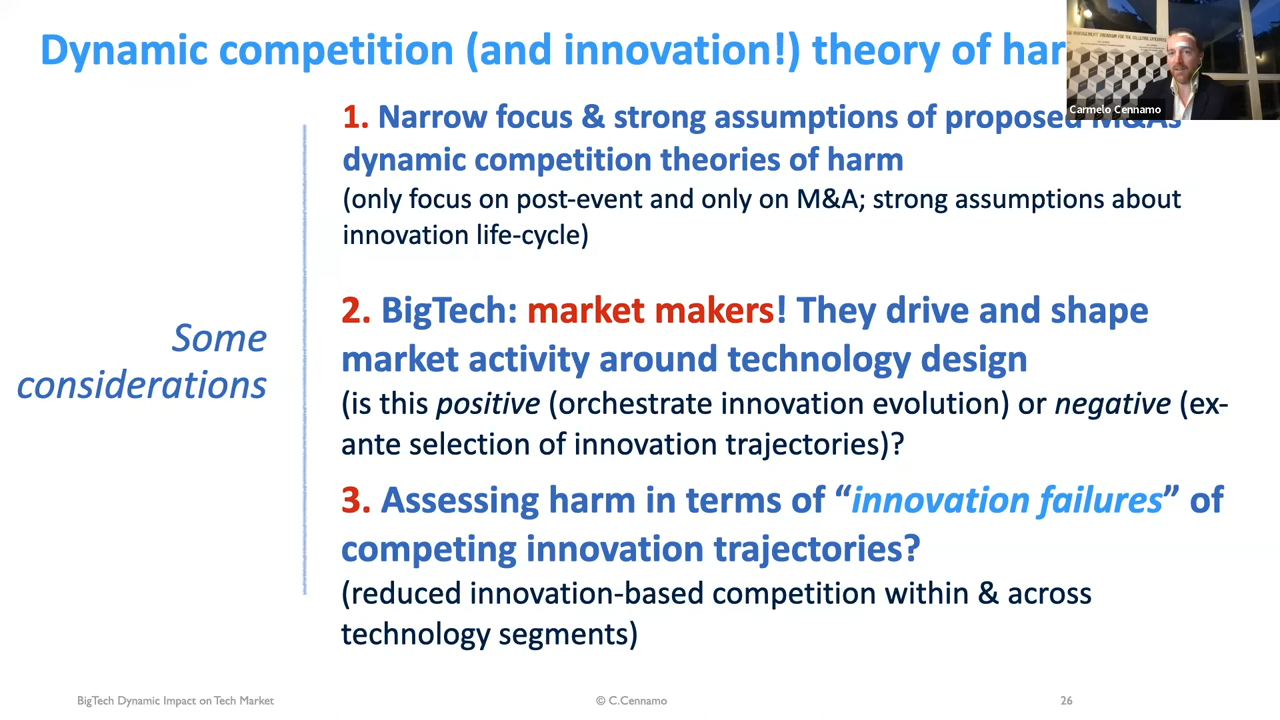 Dynamic competition (and innovation!) theory of har
Carmelo Cennamo
1. Narrow focus & strong assumptions of proposed M&As
dynamic competition theories of harm
(only focus on post-event and only on M&A; strong assumptions about
innovation life-cycle)
Some
considerations
2. BigTech: market makers! They drive and shape
market activity around technology design
(is this positive (orchestrate innovation evolution) or negative (ex-
ante selection of innovation trajectories)?
3. Assessing harm in terms of “innovation failures” of
competing innovation trajectories?
(reduced innovation-based competition within & across
technology segments)
BigTech Dynamic Impact on Tech Market
© C.Cennamo
26